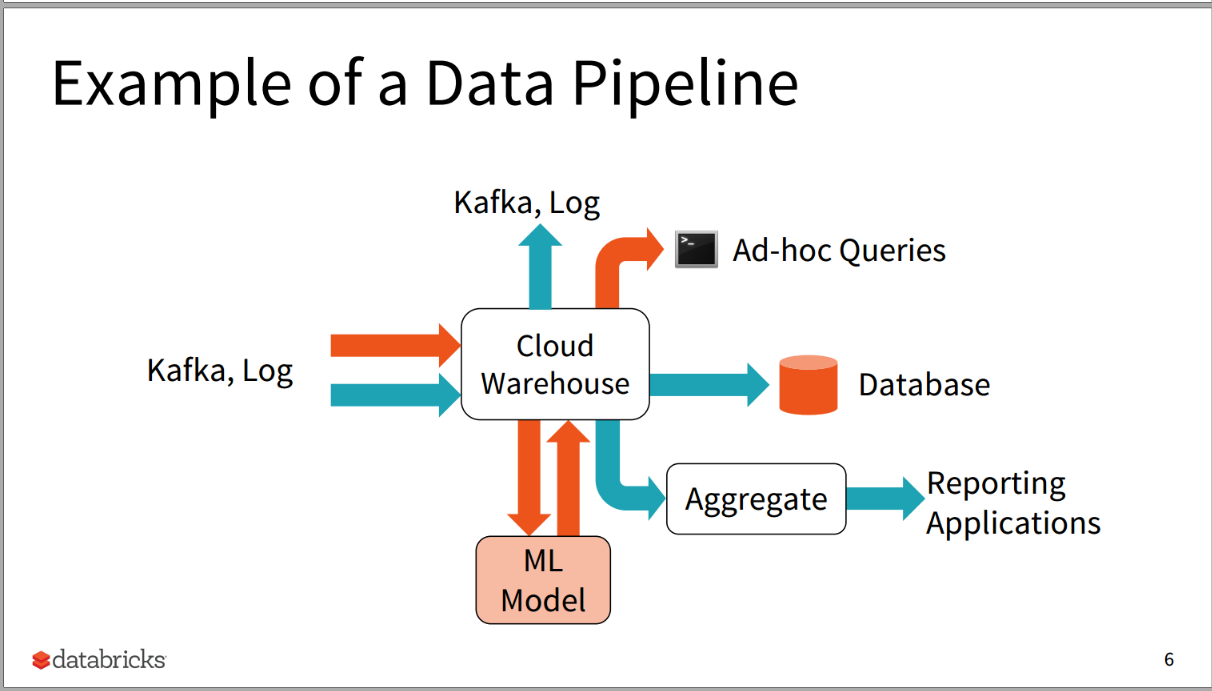 Example of a Data Pipeline
Kafka, Log
>_
Ad-hoc Queries
Kafka, Log
Cloud
Warehouse
Database
Aggregate
Reporting
Applications
ML
Model
databricks
6